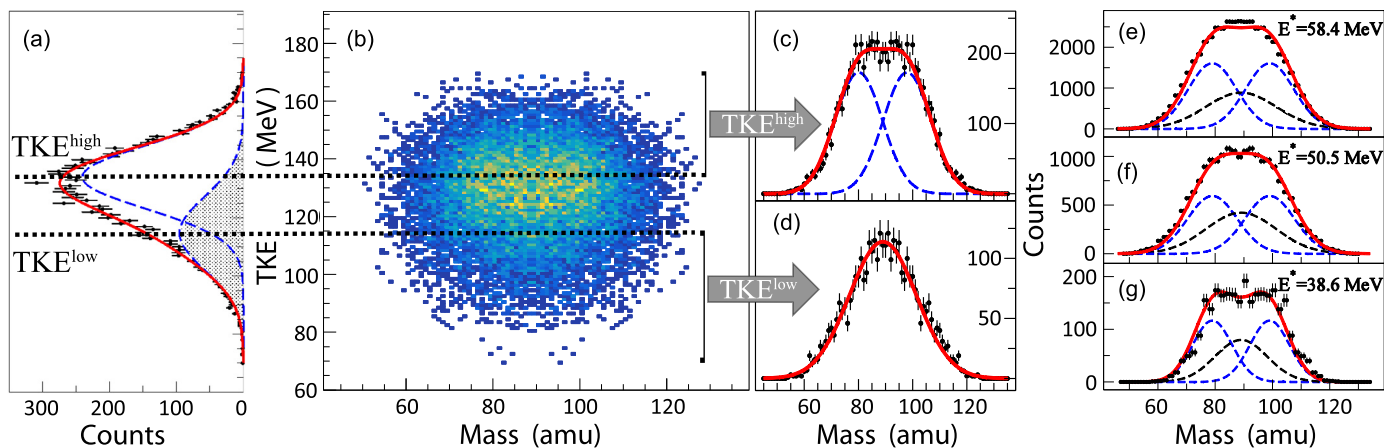 (a)
TKE^high
TKE^low
300 200 100 0
Counts
(b)
180
160
140
120
100
80
60
TKE ( MeV)
60 80 100 120
Mass (amu)
TKE^high
TKE^low
(c)
200
100
0
(d)
100
50
60 80 100 120
Mass (amu)
Counts
(e)
E*=58.4 MeV
2000
1000
0
(f)
E*=50.5 MeV
1000
500
0
(g)
E*=38.6 MeV
200
100
0
60 80 100 120
Mass (amu)